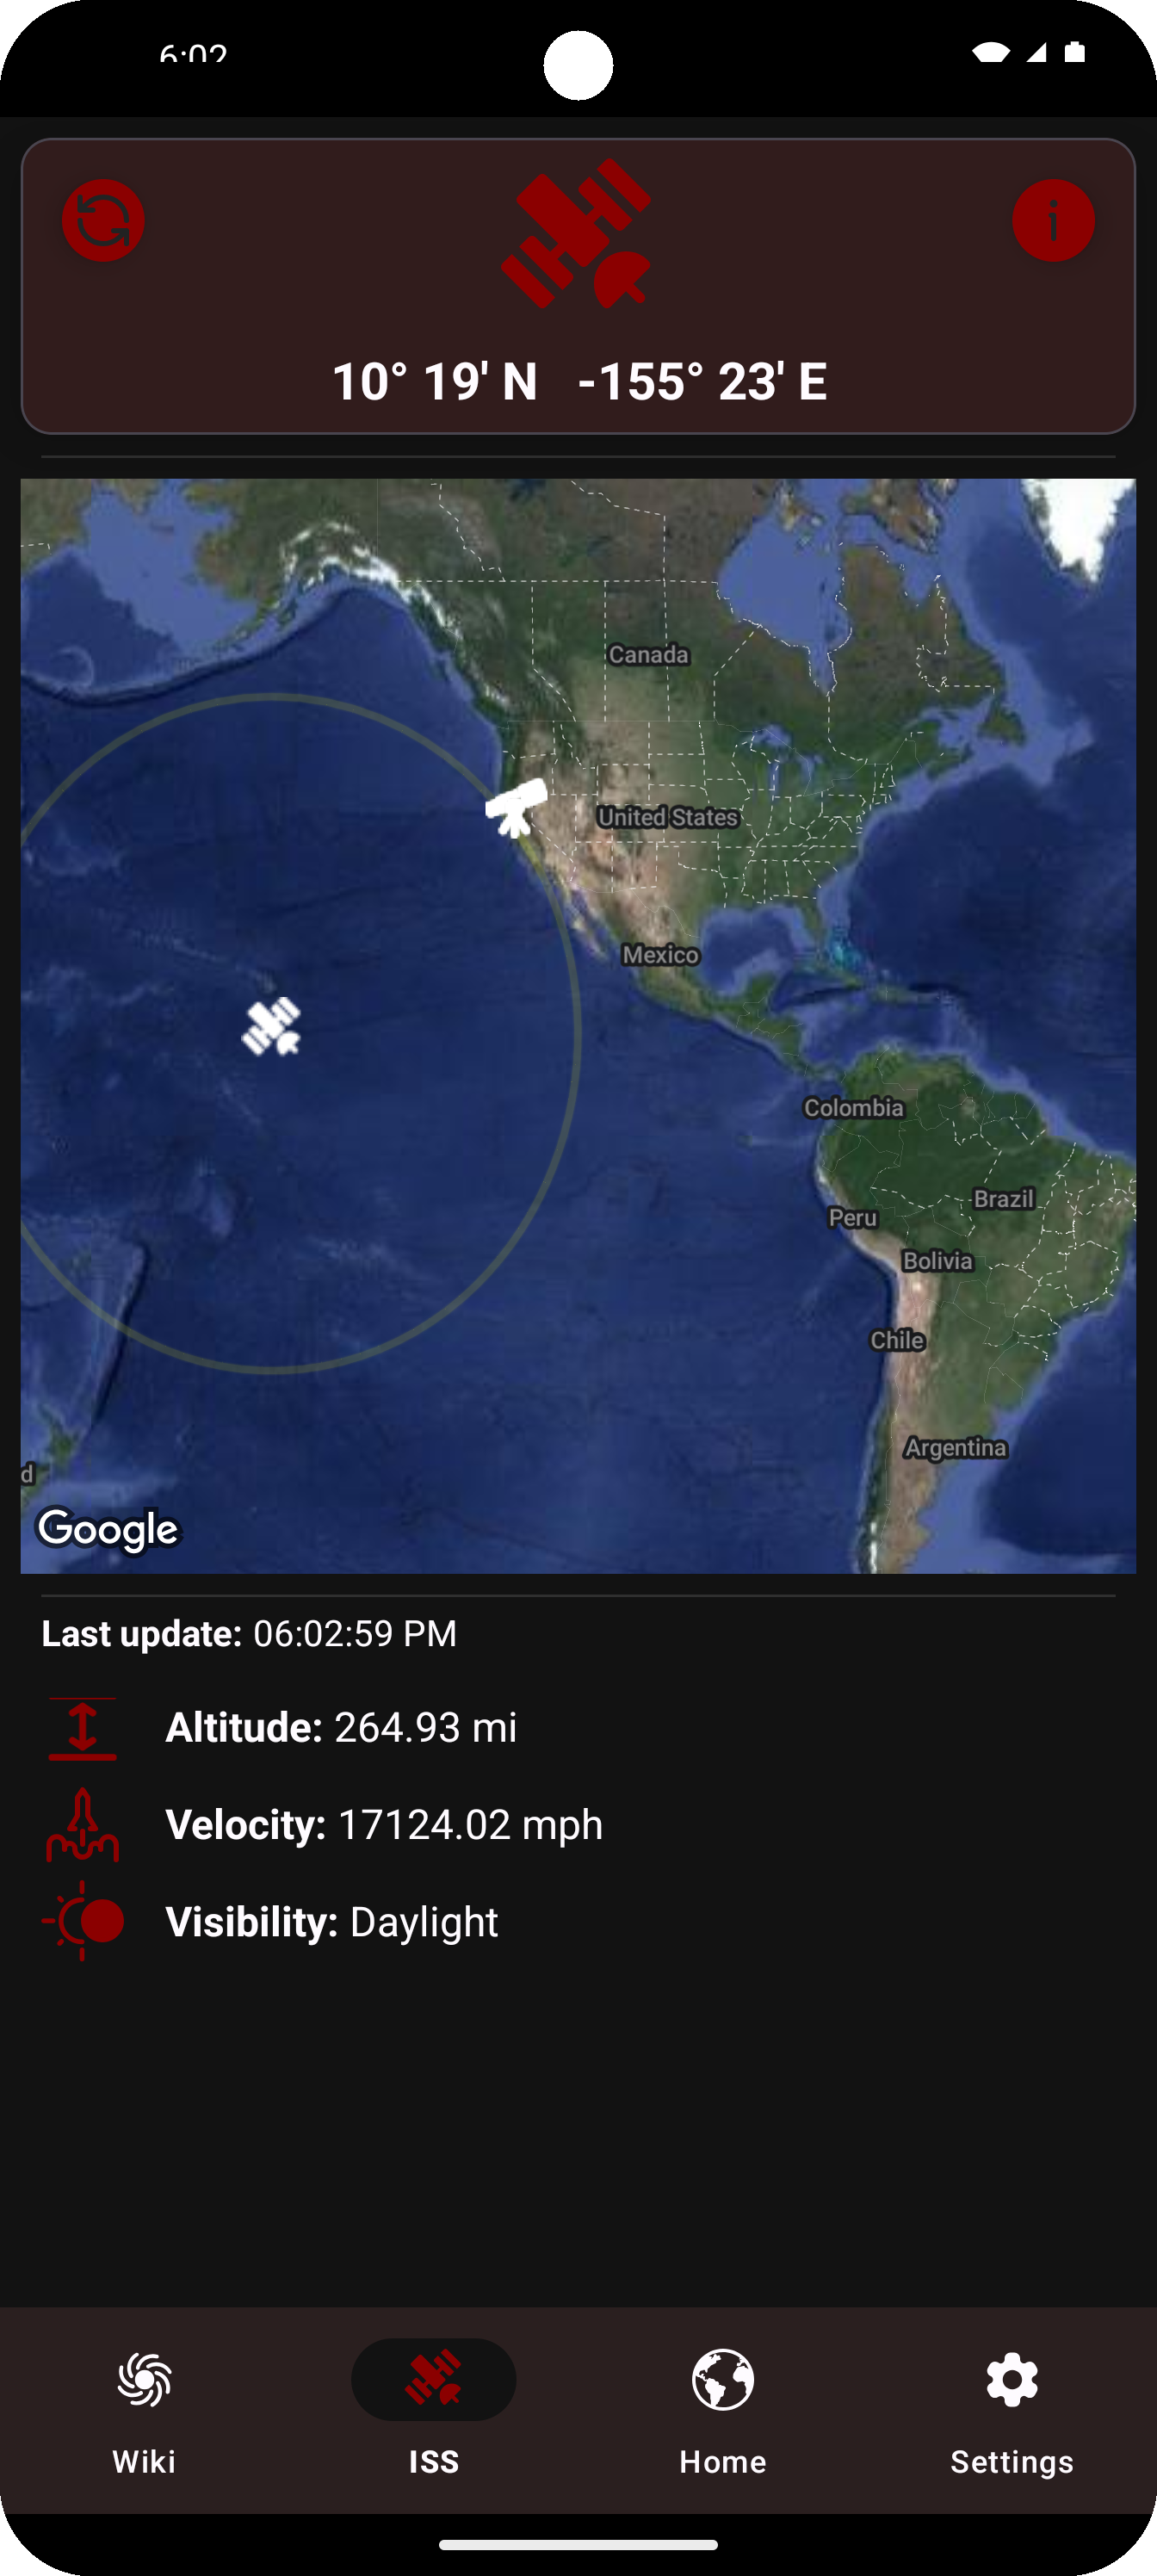 6:02
10° 19' N -155° 23' E
Canada
United States
Mexico
Colombia
Brazil
Peru
Bolivia
Chile
Argentina
d
Google
Last update: 06:02:59 PM
Altitude: 264.93 mi
Velocity: 17124.02 mph
Visibility: Daylight
Wiki ISS Home Settings